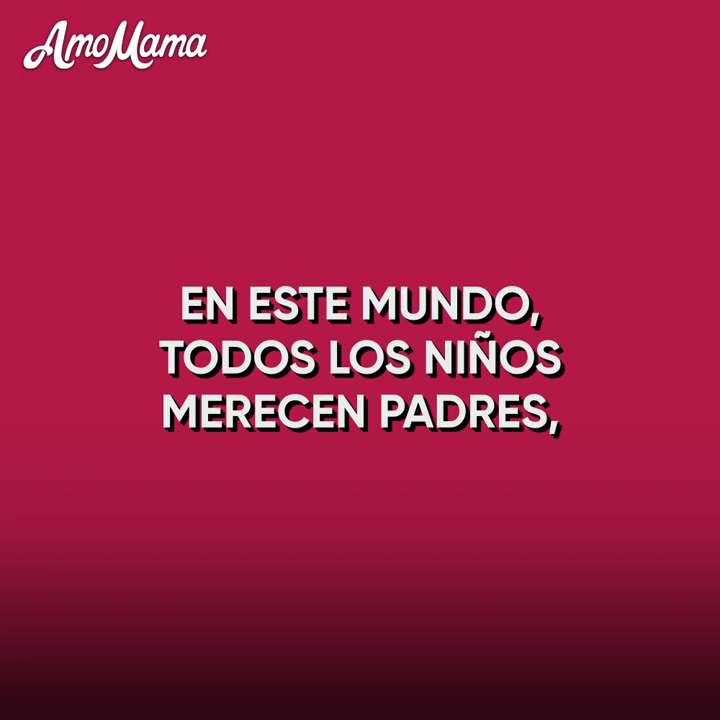 AmoMama
EN ESTE MUNDO,
TODOS LOS NIÑOS
MERECEN PADRES,